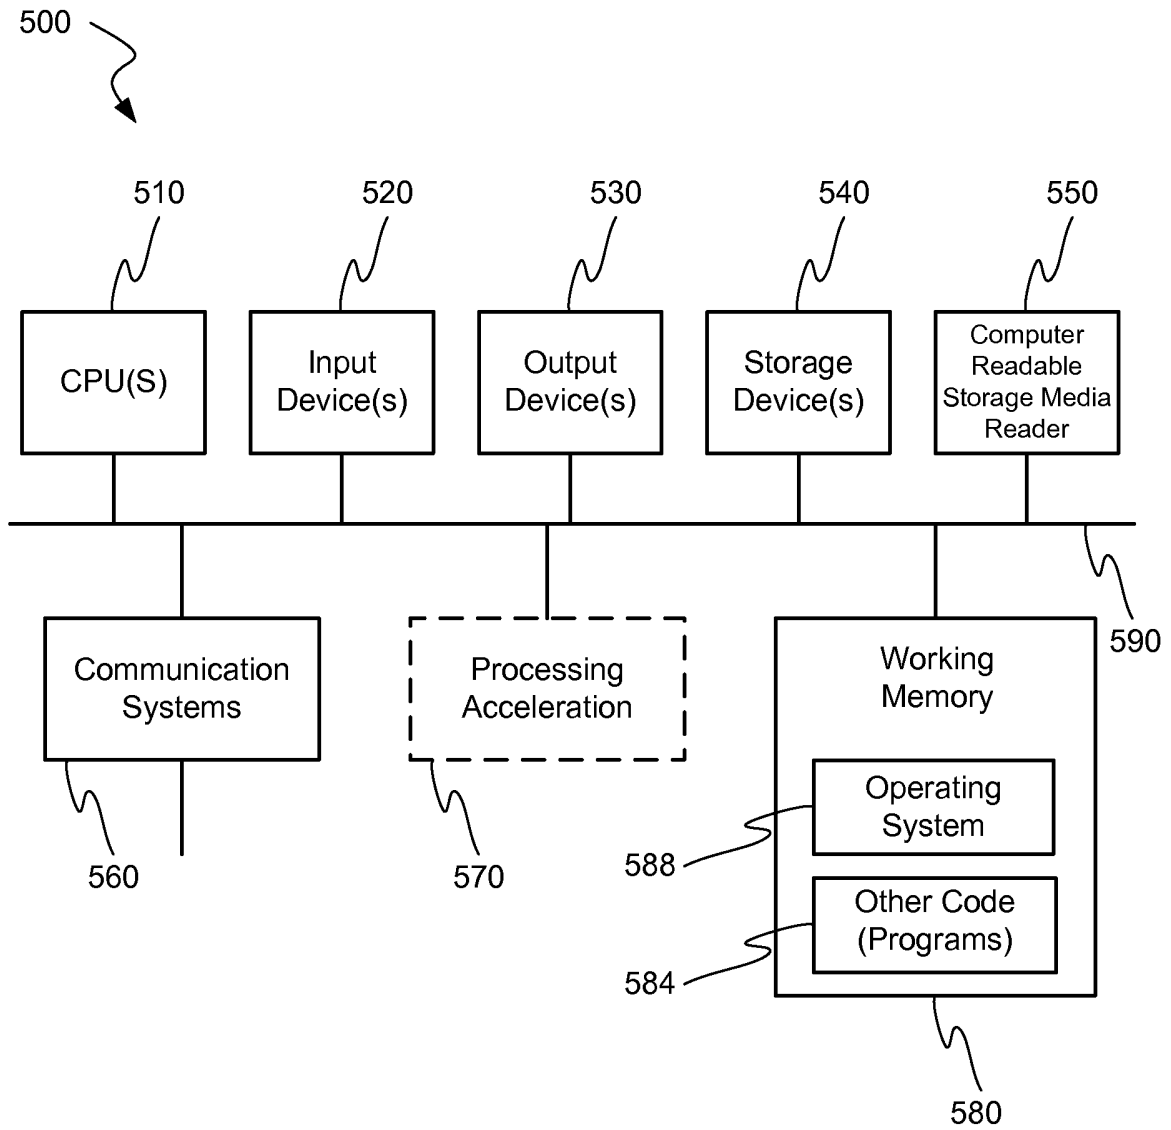 500
510
520
530
540
550
CPU(S)
Input
Device(s)
Output
Device(s)
Storage
Device(s)
Computer
Readable
Storage Media
Reader
590
Communication
Systems
Processing
Acceleration
Working
Memory
Operating
System
Other Code
(Programs)
560
570
588
584
580